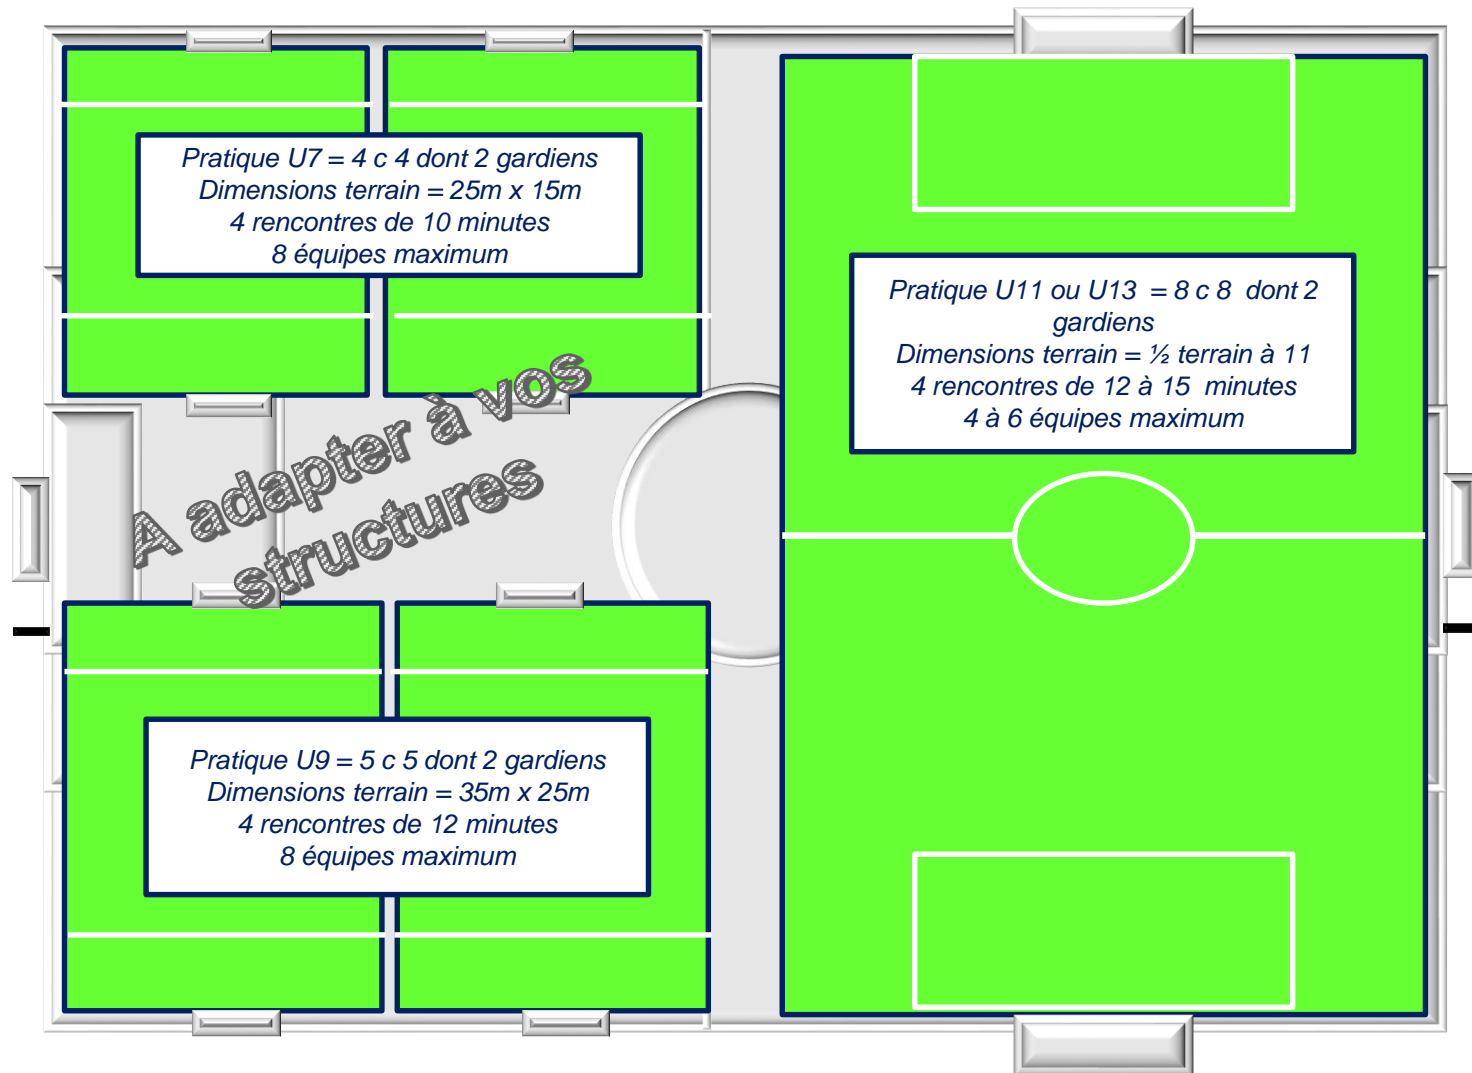 Pratique U7 = 4 c 4 dont 2 gardiens
Dimensions terrain = 25m x 15m
4 rencontres de 10 minutes
8 équipes maximum
Pratique U11 ou U13 = 8 c 8 dont 2
gardiens
Dimensions terrain = ½ terrain à 11
4 rencontres de 12 à 15 minutes
4 à 6 équipes maximum
A adapter à vos
structures
Pratique U9 = 5 c 5 dont 2 gardiens
Dimensions terrain = 35m x 25m
4 rencontres de 12 minutes
8 équipes maximum